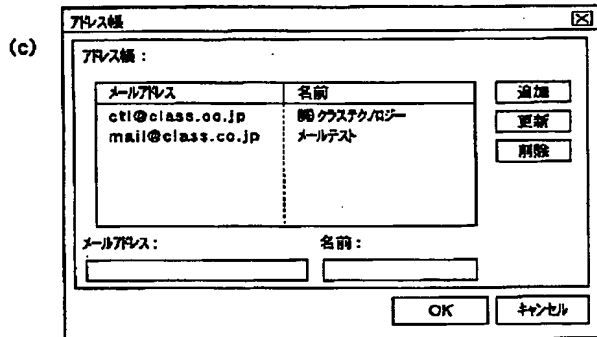 (c)
アドレス帳
アドレス帳：
メールアドレス 名前
追加
ctl@class.co.jp ㈱クラステクノロジー
更新
mail@class.co.jp メールテスト
削除
メールアドレス： 名前：
OK キャンセル